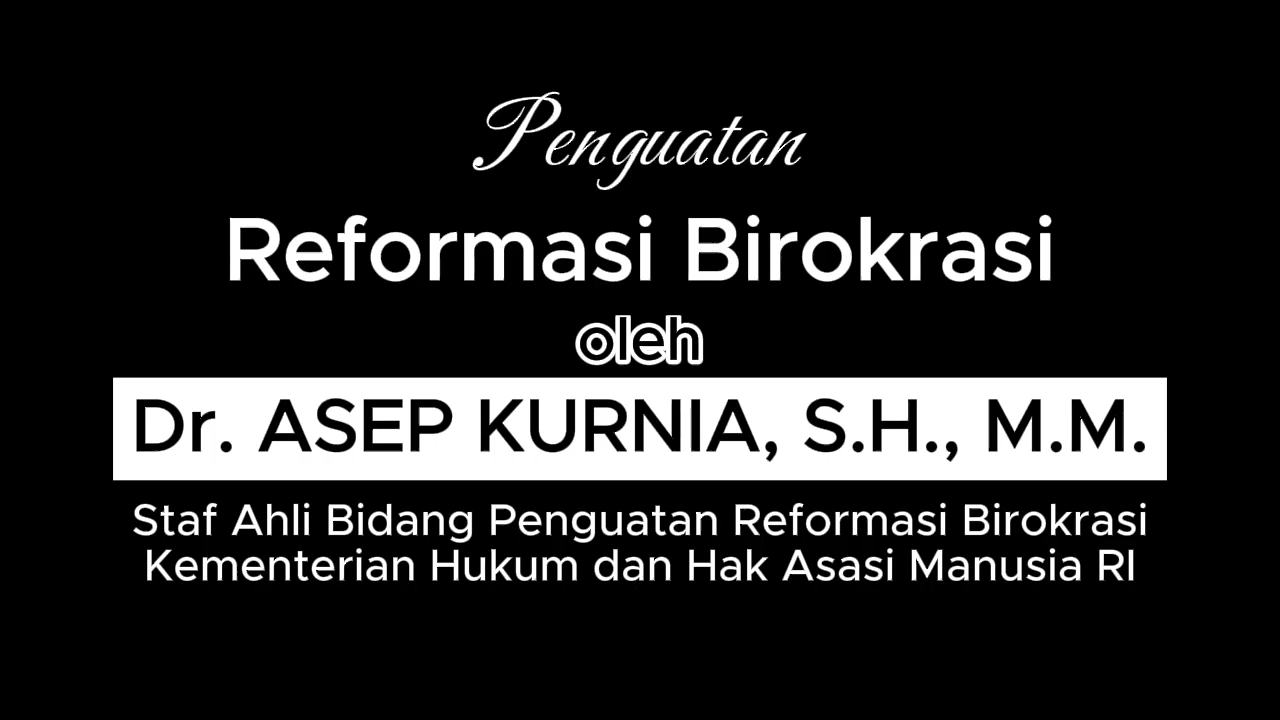 Penguatan
Reformasi Birokrasi
oleh
Dr. ASEP KURNIA, S.H., M.M.
Staf Ahli Bidang Penguatan Reformasi Birokrasi
Kementerian Hukum dan Hak Asasi Manusia RI